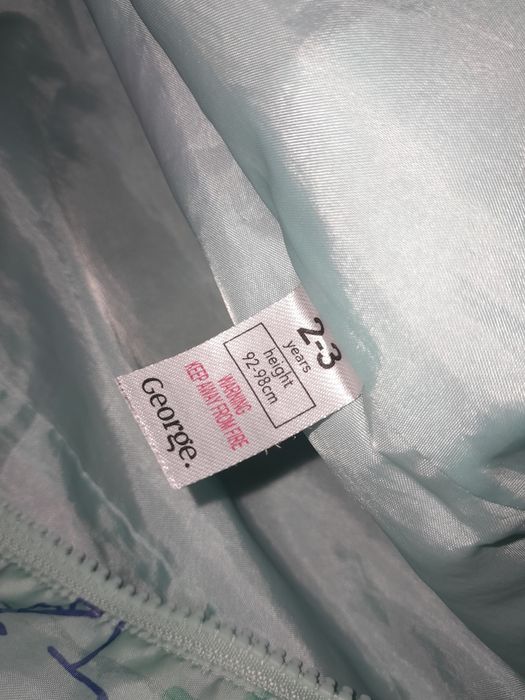 2-3
years
height
92-98cm
WARNING
KEEP AWAY FROM FIRE
George.